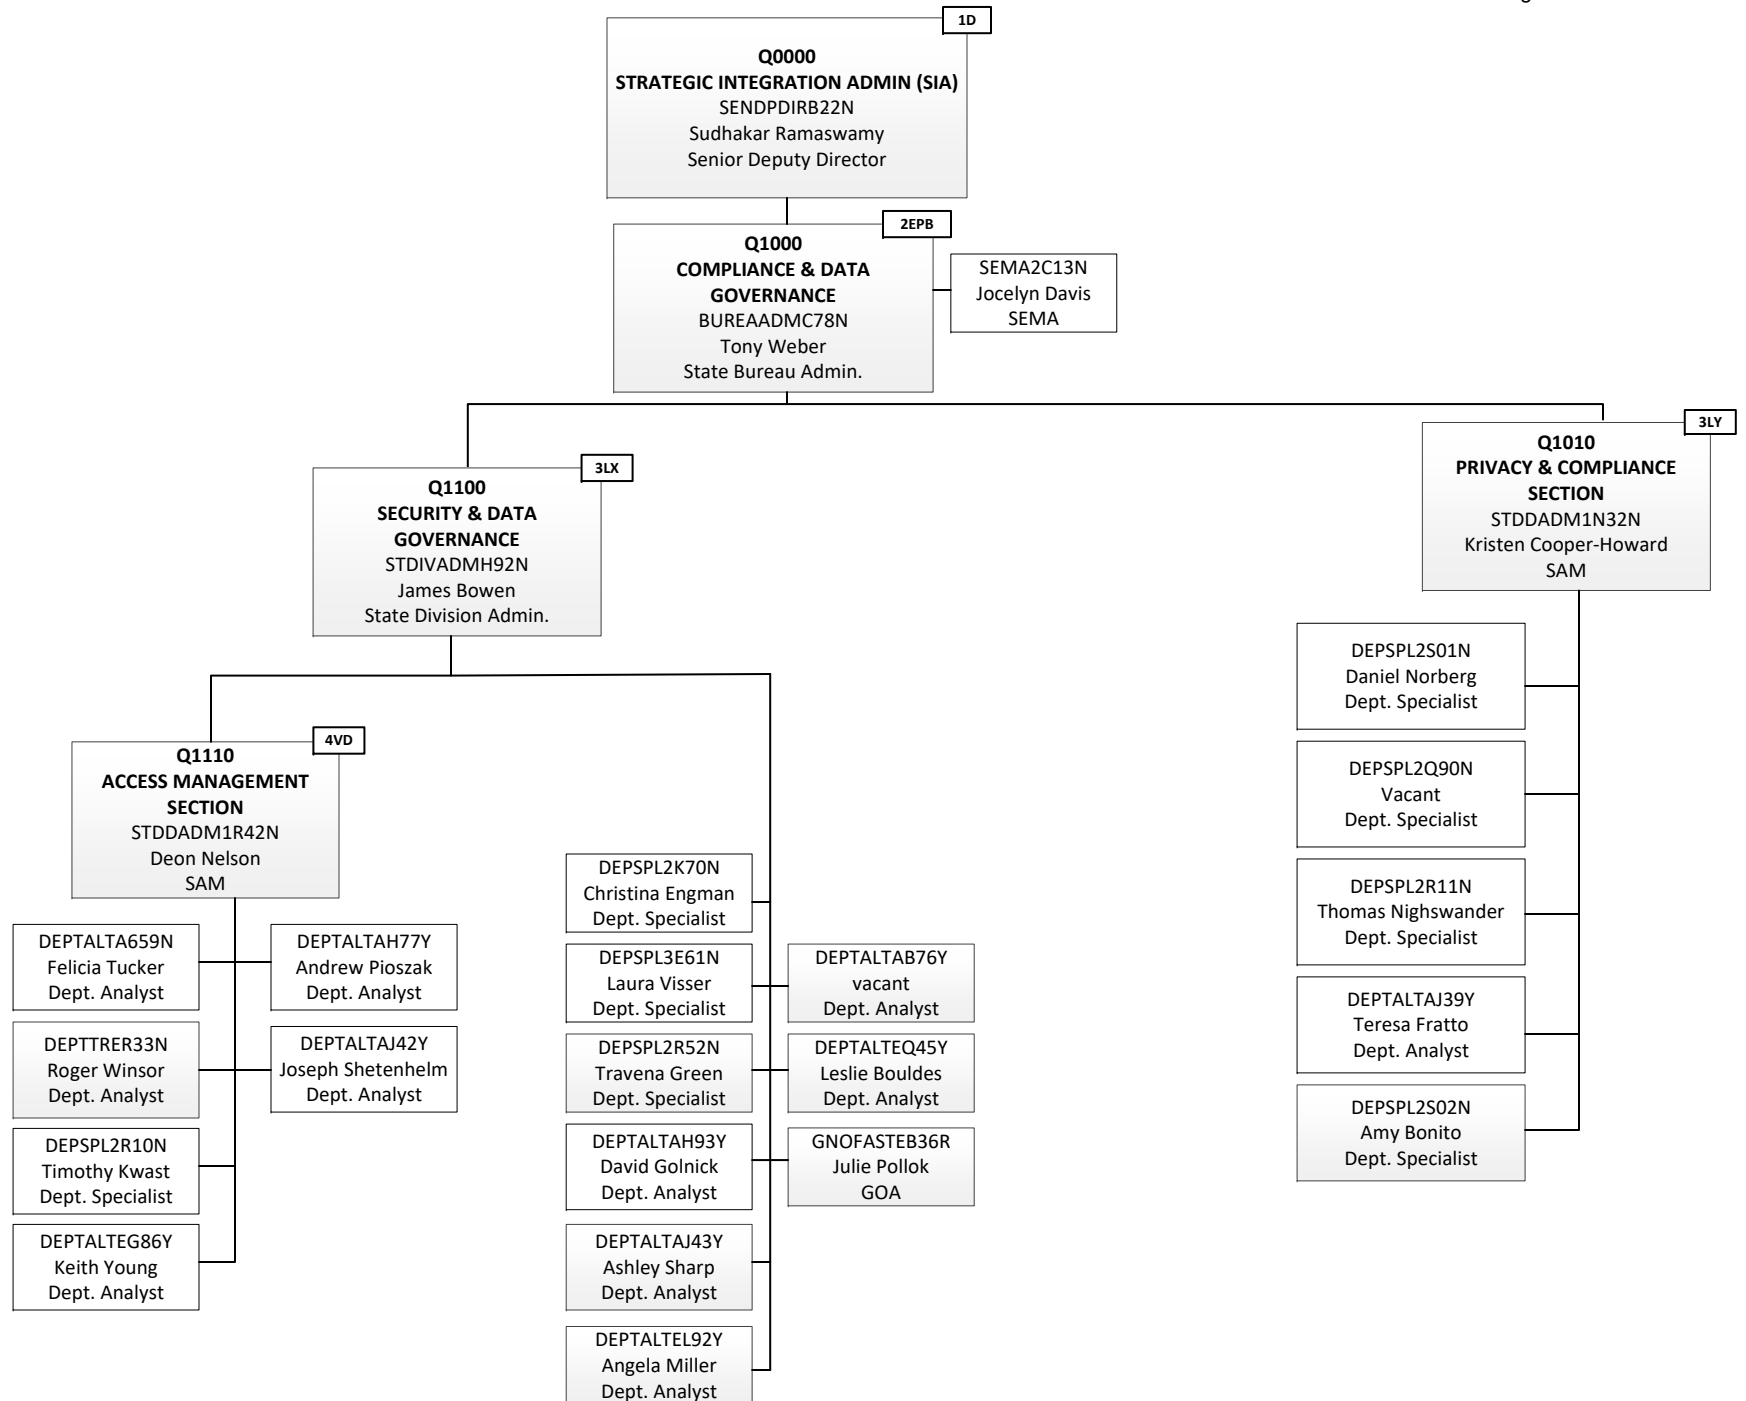 1D
Q0000
STRATEGIC INTEGRATION ADMIN (SIA)
SENDPDIRB22N
Sudhakar Ramaswamy
Senior Deputy Director
2EPB
Q1000
COMPLIANCE & DATA
GOVERNANCE
BUREAADMC78N
Tony Weber
State Bureau Admin.
SEMA2C13N
Jocelyn Davis
SEMA
3LX
Q1100
SECURITY & DATA
GOVERNANCE
STDIVADMH92N
James Bowen
State Division Admin.
3LY
Q1010
PRIVACY & COMPLIANCE
SECTION
STDDADM1N32N
Kristen Cooper-Howard
SAM
4VD
Q1110
ACCESS MANAGEMENT
SECTION
STDDADM1R42N
Deon Nelson
SAM
DEPTALTA659N
Felicia Tucker
Dept. Analyst
DEPTALTAH77Y
Andrew Pioszak
Dept. Analyst
DEPTTRER33N
Roger Winsor
Dept. Analyst
DEPTALTAJ42Y
Joseph Shetenhelm
Dept. Analyst
DEPSPL2R10N
Timothy Kwast
Dept. Specialist
DEPTALTEG86Y
Keith Young
Dept. Analyst
DEPSPL2K70N
Christina Engman
Dept. Specialist
DEPSPL3E61N
Laura Visser
Dept. Specialist
DEPTALTAB76Y
vacant
Dept. Analyst
DEPSPL2R52N
Travena Green
Dept. Specialist
DEPTALTEQ45Y
Leslie Bouldes
Dept. Analyst
DEPTALTAH93Y
David Golnick
Dept. Analyst
GNOFASTEB36R
Julie Pollok
GOA
DEPTALTAJ43Y
Ashley Sharp
Dept. Analyst
DEPTALTEL92Y
Angela Miller
Dept. Analyst
DEPSPL2S01N
Daniel Norberg
Dept. Specialist
DEPSPL2Q90N
Vacant
Dept. Specialist
DEPSPL2R11N
Thomas Nighswander
Dept. Specialist
DEPTALTAJ39Y
Teresa Fratto
Dept. Analyst
DEPSPL2S02N
Amy Bonito
Dept. Specialist